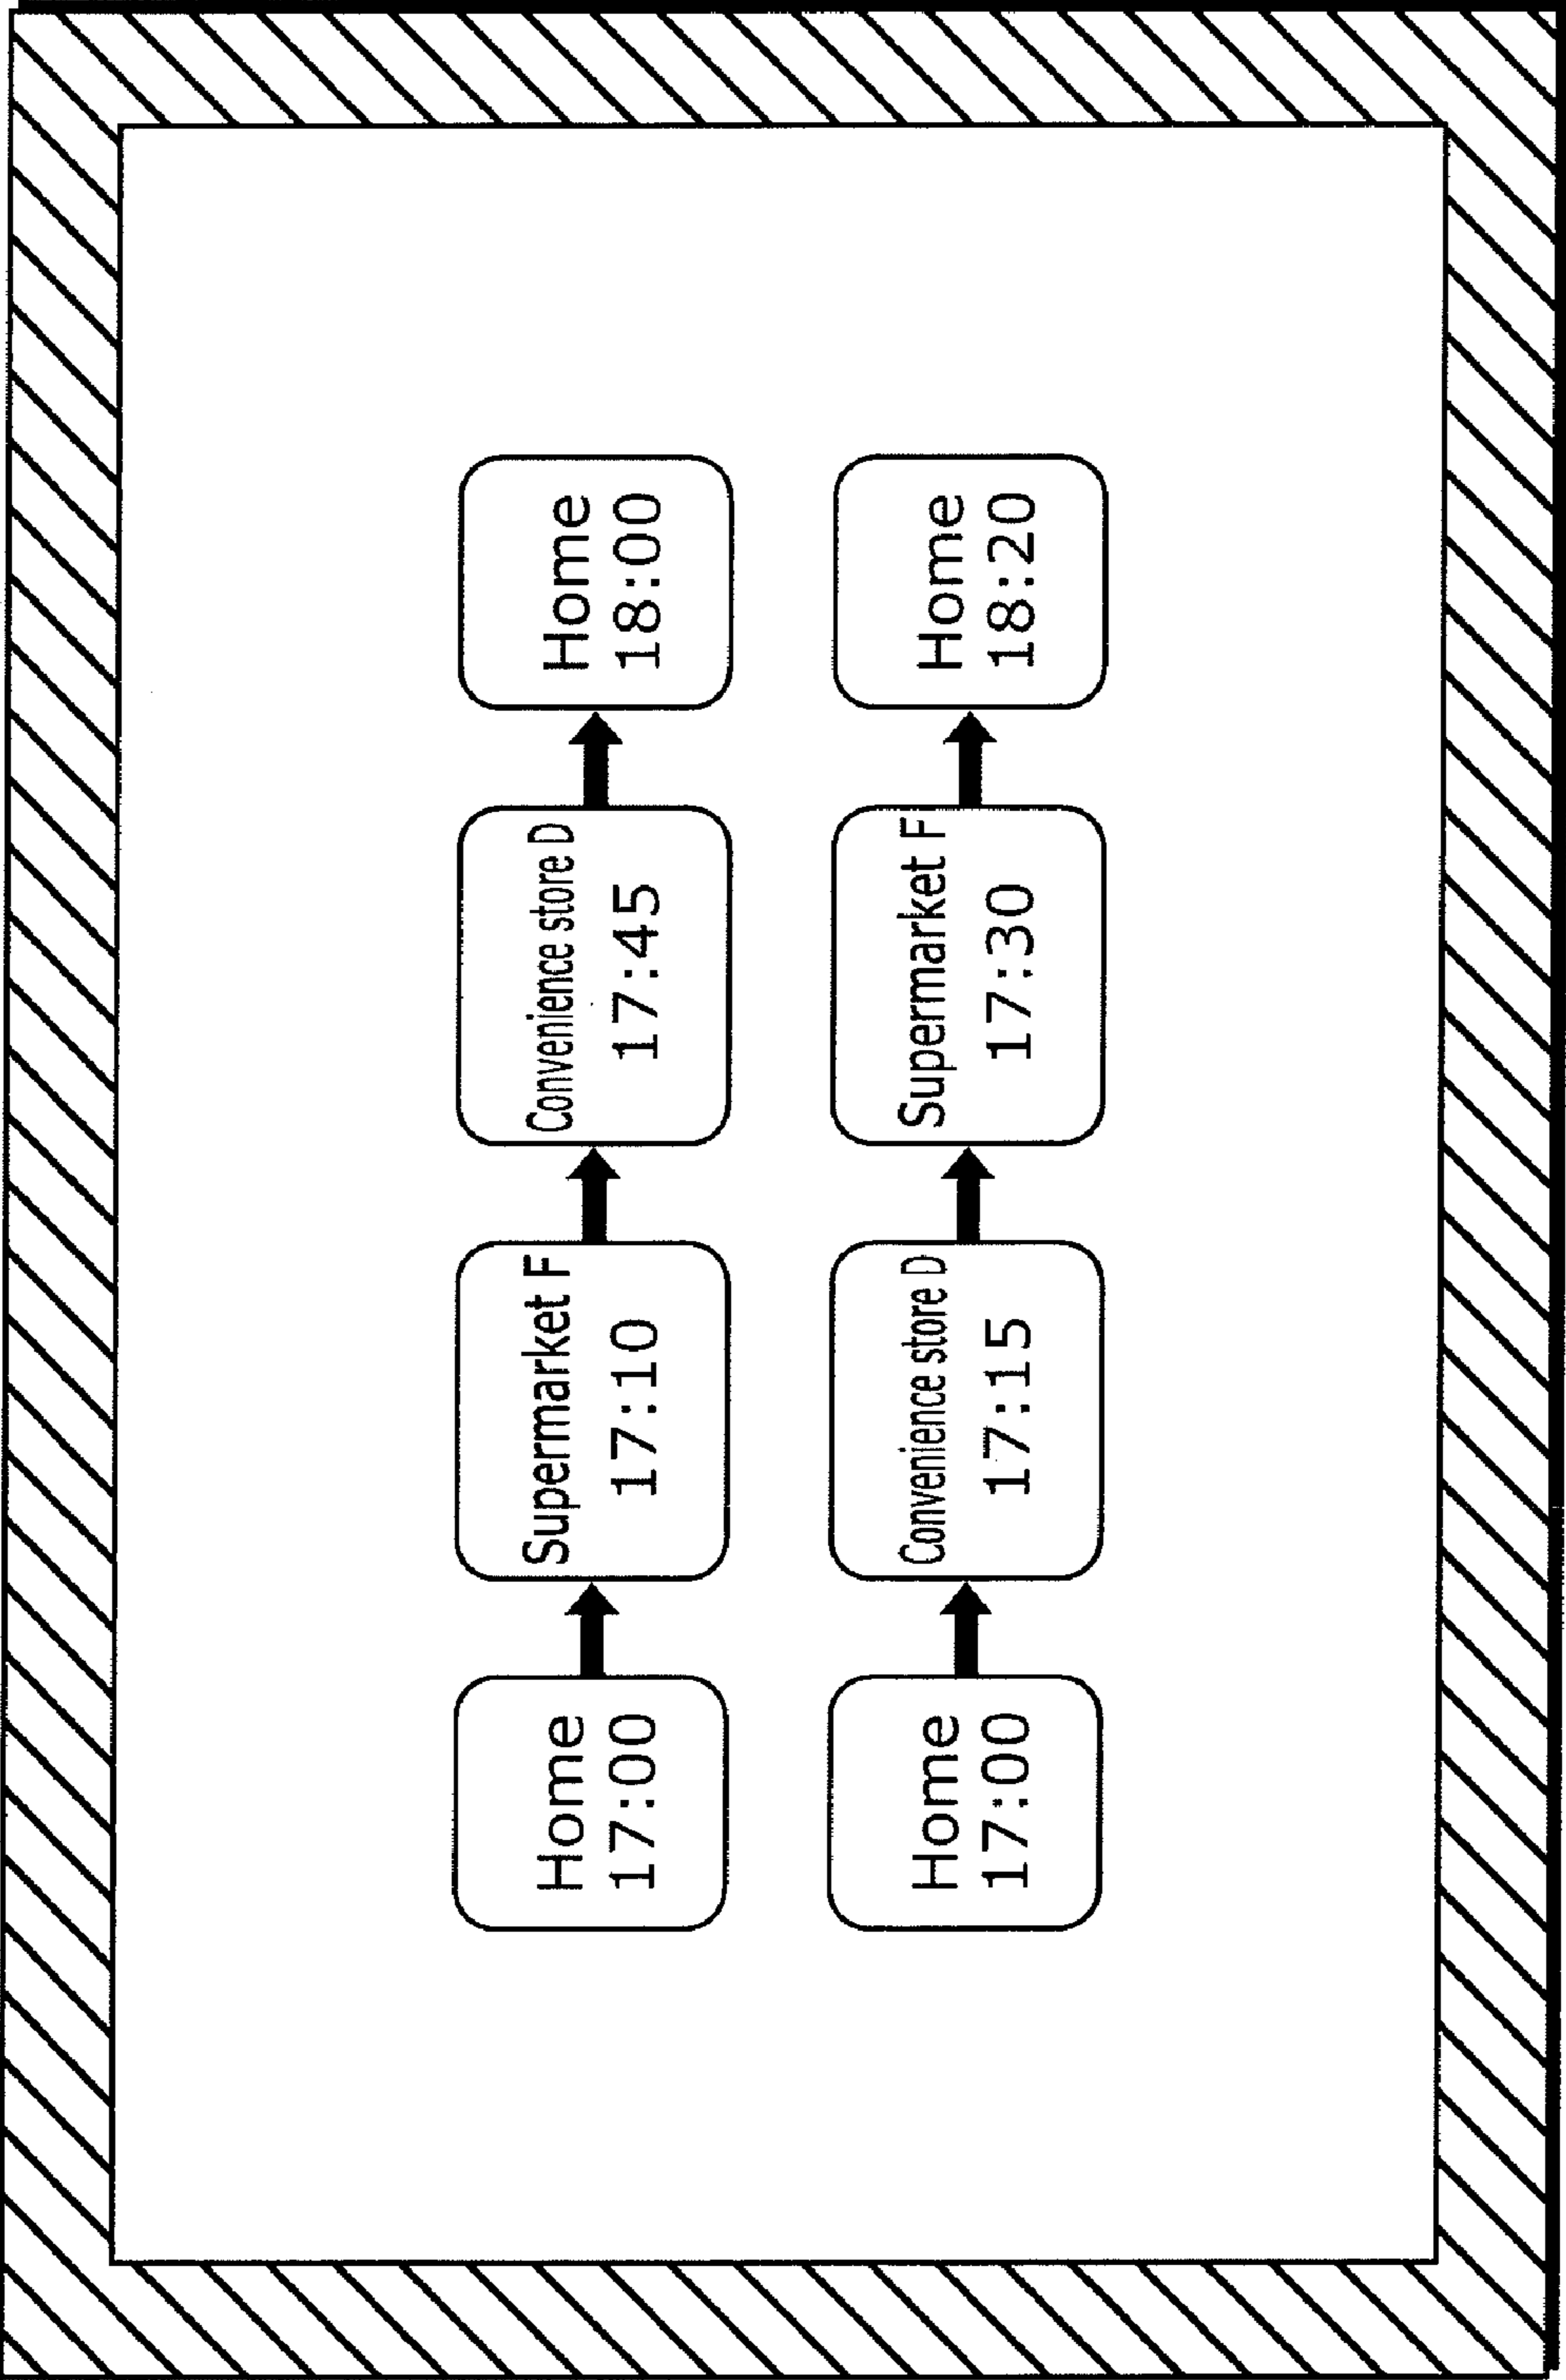 Home
17:00
Supermarket F
17:10
Convenience store D
17:45
Home
18:00
Home
17:00
Convenience store D
17:15
Supermarket F
17:30
Home
18:20